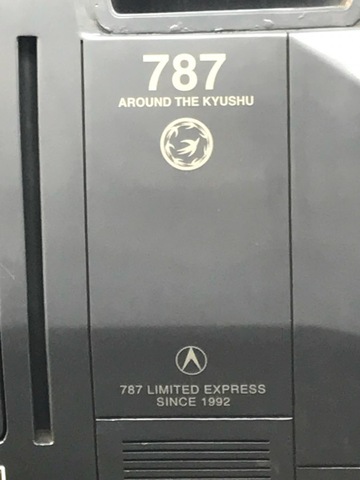 787
AROUND THE KYUSHU
787 LIMITED EXPRESS
SINCE 1992